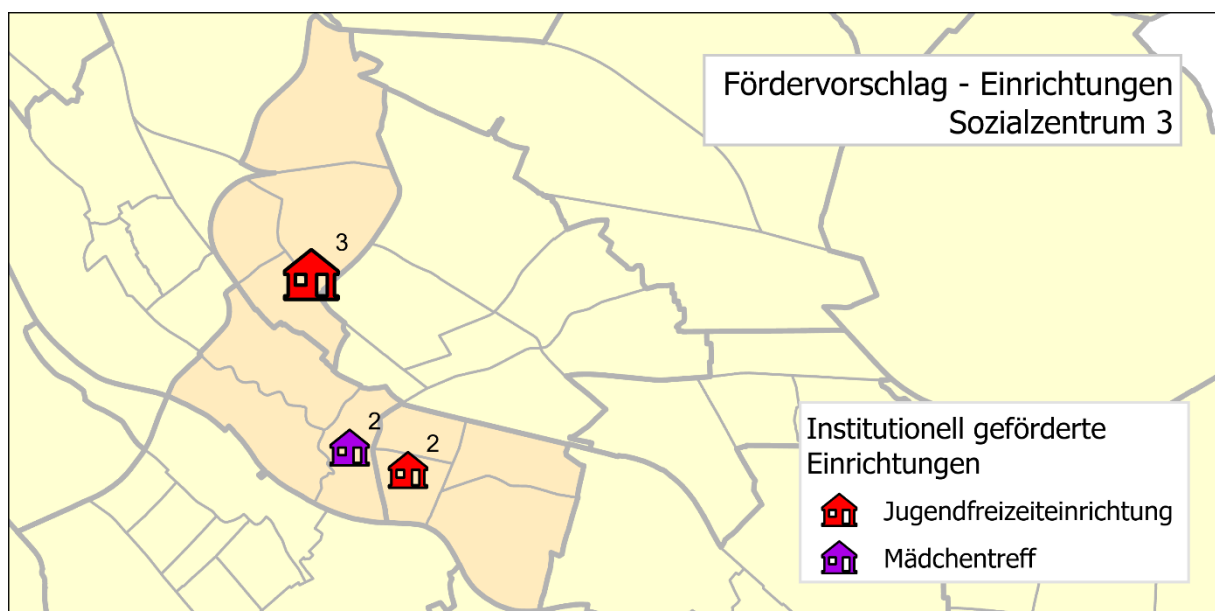 Fördervorschlag - Einrichtungen
Sozialzentrum 3
3
2
2
Institutionell geförderte
Einrichtungen
Jugendfreizeiteinrichtung
Mädchentreff